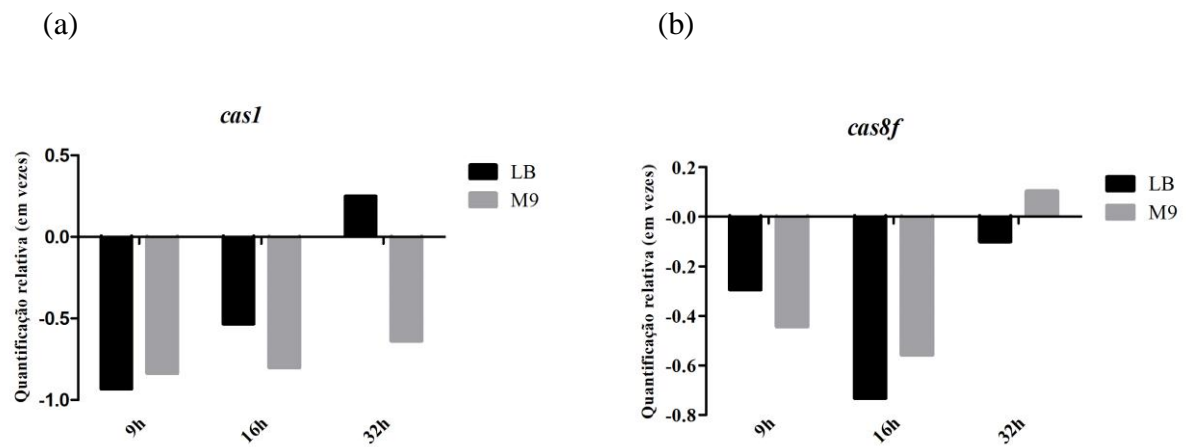 (a)
cas1
Quantificação relativa (em vezes)
0.5
0.0
-0.5
-1.0
9h
16h
32h
LB
M9
(b)
cas8f
Quantificação relativa (em vezes)
0.2
-0.0
-0.2
-0.4
-0.6
-0.8
9h
16h
32h
LB
M9